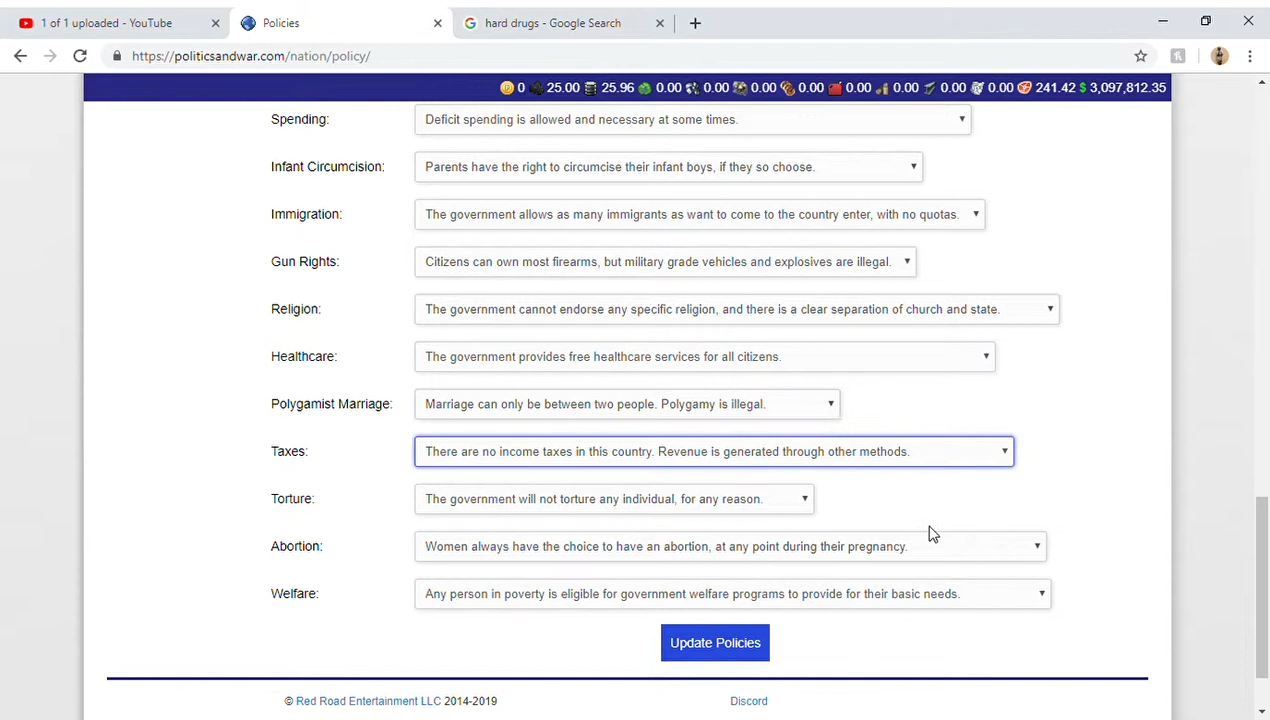 1 of 1 uploaded - YouTube
Policies
hard drugs - Google Search
https://politicsandwar.com/nation/policy/
0 25.00 25.96 0.00 0.00 0.00 0.00 0.00 0.00 0.00 0.00 241.42 $ 3,097,812.35
Spending: Deficit spending is allowed and necessary at some times.
Infant Circumcision: Parents have the right to circumcise their infant boys, if they so choose.
Immigration: The government allows as many immigrants as want to come to the country enter, with no quotas.
Gun Rights: Citizens can own most firearms, but military grade vehicles and explosives are illegal.
Religion: The government cannot endorse any specific religion, and there is a clear separation of church and state.
Healthcare: The government provides free healthcare services for all citizens.
Polygamist Marriage: Marriage can only be between two people. Polygamy is illegal.
Taxes: There are no income taxes in this country. Revenue is generated through other methods.
Torture: The government will not torture any individual, for any reason.
Abortion: Women always have the choice to have an abortion, at any point during their pregnancy.
Welfare: Any person in poverty is eligible for government welfare programs to provide for their basic needs.
Update Policies
© Red Road Entertainment LLC 2014-2019
Discord